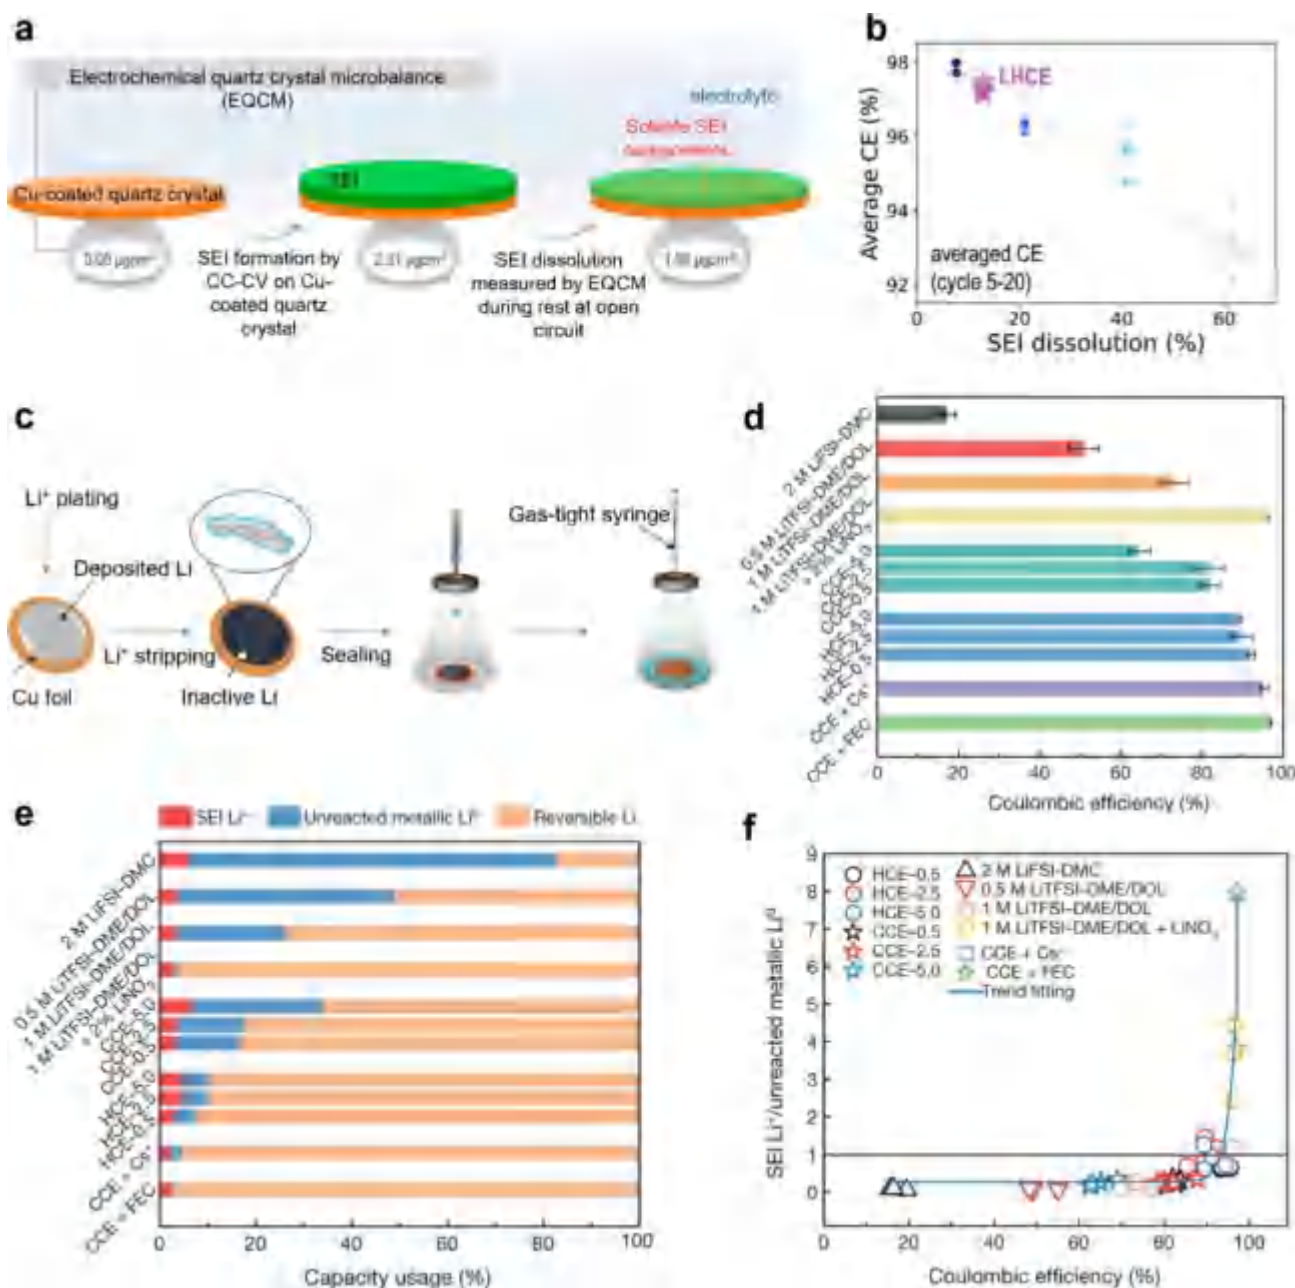 a
Electrochemical quartz crystal microbalance
(EQCM)
electrolyte
SEI
Cu-coated quartz crystal
SEI
SEI formation by
CC-CV on Cu-
coated quartz
crystal
SEI dissolution
measured by EQCM
during rest at open
circuit
b
Average CE (%)
98
96
94
92
LHCE
averaged CE
(cycle 5-20)
0
20
40
60
SEI dissolution (%)
c
Li⁺ plating
Deposited Li
Cu foil
Li⁺ stripping
Inactive Li
Sealing
Gas-tight syringe
d
2 M LiFSI–DMC
0.5 M LiTFSI–DME/DOL
1 M LiTFSI–DME/DOL
1 M LiTFSI–DME/DOL
+ 2% LiNO₃
CCE–5.0
CCE–2.5
CCE–0.5
HCE–5.0
HCE–2.5
HCE–0.5
CCE + Cs⁺
CCE + FEC
0 20 40 60 80 100
Coulombic efficiency (%)
e
SEI Li⁺ Unreacted metallic Li⁰ Reversible Li
2 M LiFSI–DMC
0.5 M LiTFSI–DME/DOL
1 M LiTFSI–DME/DOL
1 M LiTFSI–DME/DOL
+ 2% LiNO₃
CCE–5.0
CCE–2.5
CCE–0.5
HCE–5.0
HCE–2.5
HCE–0.5
CCE + Cs⁺
CCE + FEC
0 20 40 60 80 100
Capacity usage (%)
f
SEI Li⁺/unreacted metallic Li⁰
9
8
7
6
5
4
3
2
1
0
HCE–0.5
HCE–2.5
HCE–5.0
CCE–0.5
CCE–2.5
CCE–5.0
2 M LiFSI–DMC
0.5 M LiTFSI–DME/DOL
1 M LiTFSI–DME/DOL
1 M LiTFSI–DME/DOL + LiNO₃
CCE + Cs⁺
CCE + FEC
Trend fitting
0 20 40 60 80 100
Coulombic efficiency (%)